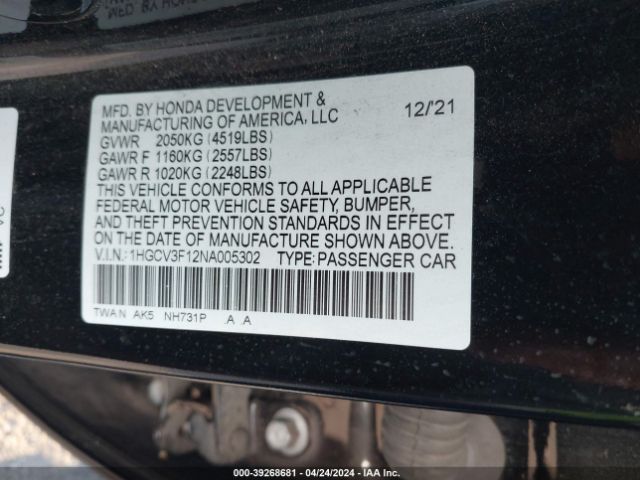 MFD. BY HONDA DEVELOPMENT &
MANUFACTURING OF AMERICA, LLC 12/'21
GVWR 2050KG (4519LBS)
GAWR F 1160KG (2557LBS)
GAWR R 1020KG (2248LBS)
THIS VEHICLE CONFORMS TO ALL APPLICABLE
FEDERAL MOTOR VEHICLE SAFETY, BUMPER,
AND THEFT PREVENTION STANDARDS IN EFFECT
ON THE DATE OF MANUFACTURE SHOWN ABOVE.
V.I.N.: 1HGCV3F12NA005302 TYPE: PASSENGER CAR
TWA N AK5 NH731P .A .A
VC
000-39268681 - 04/24/2024 - IAA Inc.